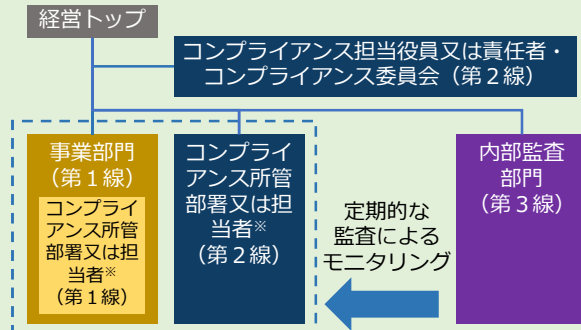 経営トップ
コンプライアンス担当役員又は責任者・
コンプライアンス委員会（第２線）
事業部門
（第１線）
コンプライ
アンス所管
部署又は担
当者※
（第１線）
コンプライ
アンス所管
部署又は担
当者※
（第２線）
定期的な
監査による
モニタリング
内部監査
部門
（第３線）